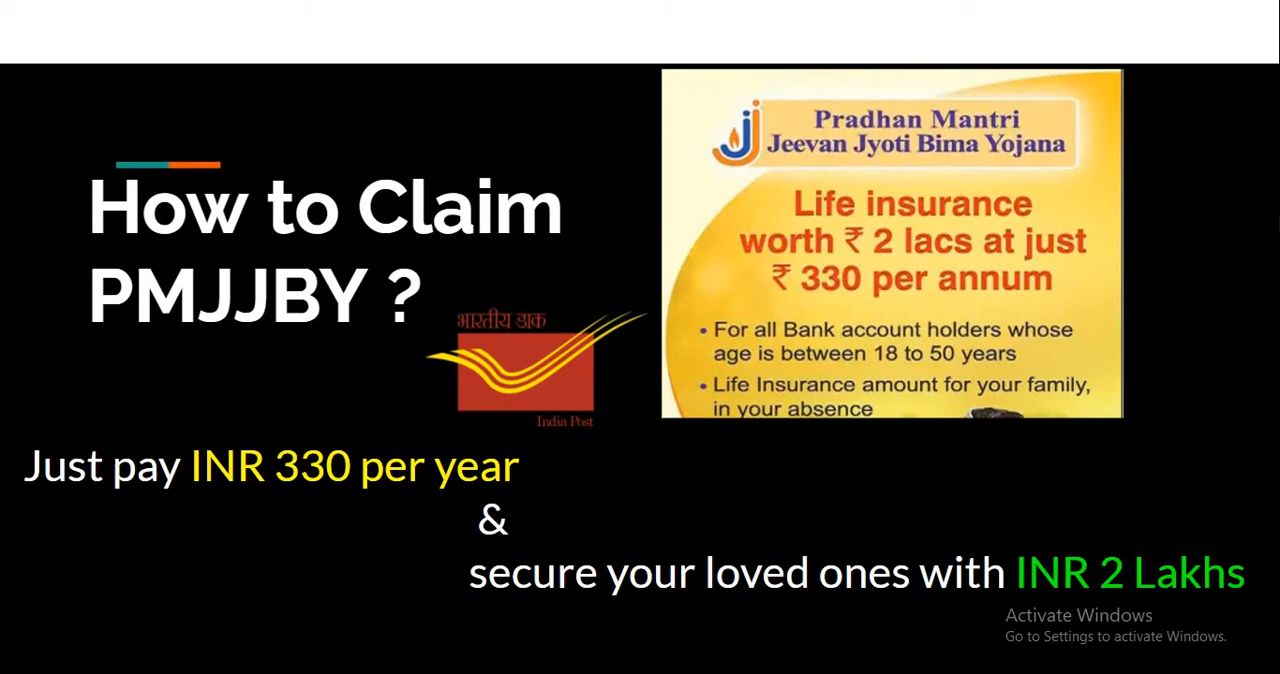 How to Claim
PMJJBY ?
Pradhan Mantri
Jeevan Jyoti Bima Yojana
Life insurance
worth ₹ 2 lacs at just
₹ 330 per annum
• For all Bank account holders whose
age is between 18 to 50 years
• Life Insurance amount for your family,
in your absence
भारतीय डाक
India Post
Just pay INR 330 per year
&
secure your loved ones with INR 2 Lakhs
Activate Windows
Go to Settings to activate Windows.